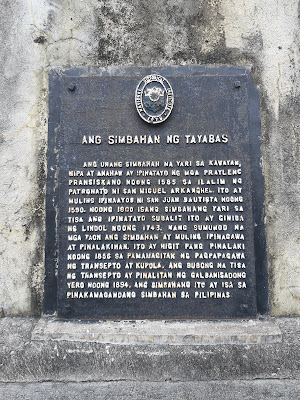 ANG SIMBAHAN NG TAYABAS
ANG UNANG SIMBAHAN NA YARI SA KAWAYAN,
NIPA AT ANAHAW AY IPINATAYO NG MGA PRAYLENG
PRANSISKANO NOONG 1585 SA ILALIM NG
PATRONATO NI SAN MIGUEL ARKANGHEL. ITO AY
MULING IPINAAYOS NI SAN JUAN BAUTISTA NOONG
1590. NOONG 1600 ISANG SIMBAHANG YARI SA
TISA ANG IPINATAYO SUBALIT ITO AY GINIBA
NG LINDOL NOONG 1743. NANG SUMUNOD NA
MGA TAON ANG SIMBAHAN AY MULING IPINAGAWA
AT PINALAKIHAN. ITO AY HIGIT PANG PINALAKI
NOONG 1856 SA PAMAMAGITAN NG PAGPAPAGAWA
NG TRANSEPTO AT KUPOLA. ANG BUBONG NA TISA
NG TRANSEPTO AY PINALITAN NG GALBANISADONG
YERO NOONG 1894. ANG SIMBAHANG ITO AY ISA SA
PINAKAMAGANDANG SIMBAHAN SA PILIPINAS.